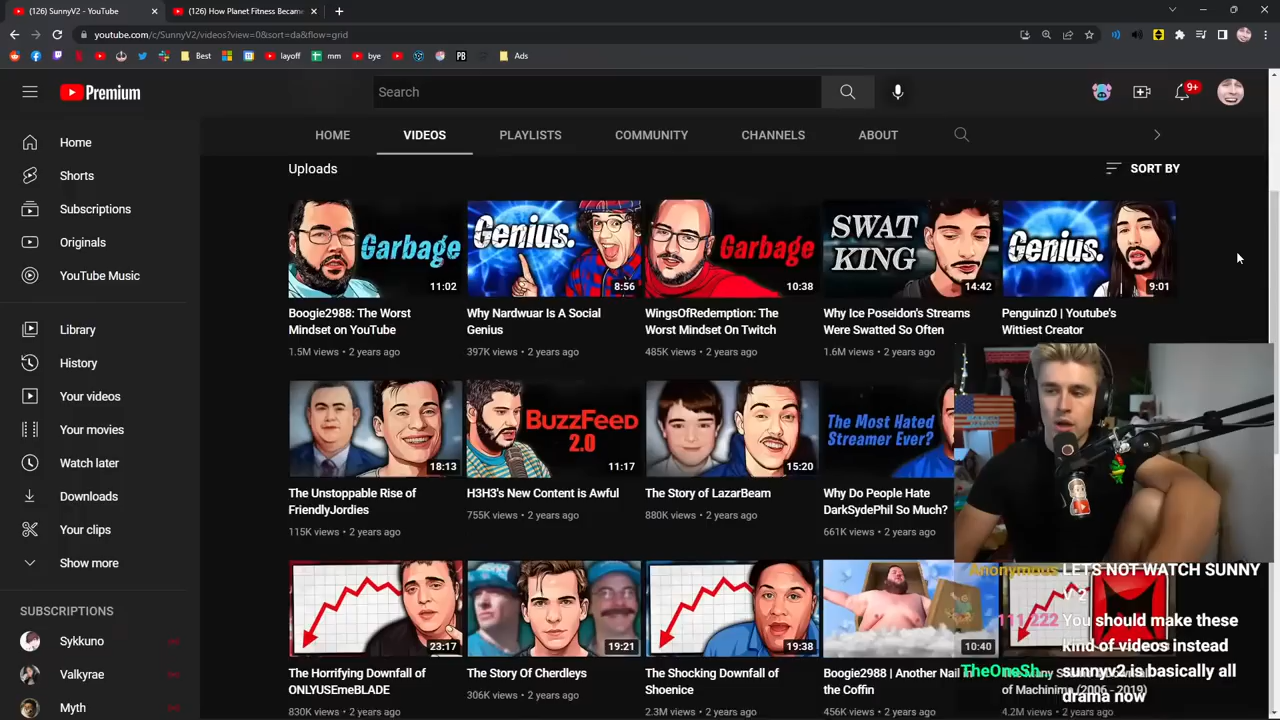 (126) SunnyV2 - YouTube
(126) How Planet Fitness Became
youtube.com/c/SunnyV2/videos?view=0&sort=da&flow=grid
Best
layoff
mm
bye
PB
Ads
Premium
Search
9+
HOME
VIDEOS
PLAYLISTS
COMMUNITY
CHANNELS
ABOUT
Home
Shorts
Subscriptions
Originals
YouTube Music
Library
History
Your videos
Your movies
Watch later
Downloads
Your clips
Show more
SUBSCRIPTIONS
Sykkuno
Valkyrae
Myth
Uploads
SORT BY
Garbage
11:02
Genius.
8:56
Garbage
10:38
SWAT
KING
14:42
Genius.
9:01
Boogie2988: The Worst
Mindset on YouTube
1.5M views • 2 years ago
Why Nardwuar Is A Social
Genius
397K views • 2 years ago
WingsOfRedemption: The
Worst Mindset On Twitch
485K views • 2 years ago
Why Ice Poseidon's Streams
Were Swatted So Often
1.6M views • 2 years ago
Penguinz0 | Youtube's
Wittiest Creator
18:13
BuzzFeed
2.0
11:17
15:20
The Most Hated
Streamer Ever?
The Unstoppable Rise of
FriendlyJordies
115K views • 2 years ago
H3H3's New Content is Awful
755K views • 2 years ago
The Story of LazarBeam
880K views • 2 years ago
Why Do People Hate
DarkSydePhil So Much?
661K views • 2 years ago
23:17
19:21
19:38
10:40
The Horrifying Downfall of
ONLYUSEmeBLADE
830K views • 2 years ago
The Story Of Cherdleys
306K views • 2 years ago
The Shocking Downfall of
Shoenice
2.3M views • 2 years ago
Boogie2988 | Another Nail in
the Coffin
456K views • 2 years ago
of Machinima (2006 - 2019)
4.2M views • 2 years ago
Anonymous LETS NOT WATCH SUNNY
V 2
111222 You should make these
kind of videos instead
TheOneSh sunnyv2 is basically all
drama now